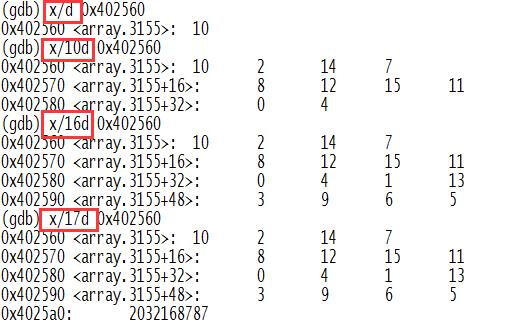 (gdb) x/d 0x402560
0x402560 <array.3155>: 10
(gdb) x/10d 0x402560
0x402560 <array.3155>: 10 2 14 7
0x402570 <array.3155+16>: 8 12 15 11
0x402580 <array.3155+32>: 0 4
(gdb) x/16d 0x402560
0x402560 <array.3155>: 10 2 14 7
0x402570 <array.3155+16>: 8 12 15 11
0x402580 <array.3155+32>: 0 4 1 13
0x402590 <array.3155+48>: 3 9 6 5
(gdb) x/17d 0x402560
0x402560 <array.3155>: 10 2 14 7
0x402570 <array.3155+16>: 8 12 15 11
0x402580 <array.3155+32>: 0 4 1 13
0x402590 <array.3155+48>: 3 9 6 5
0x4025a0: 2032168787